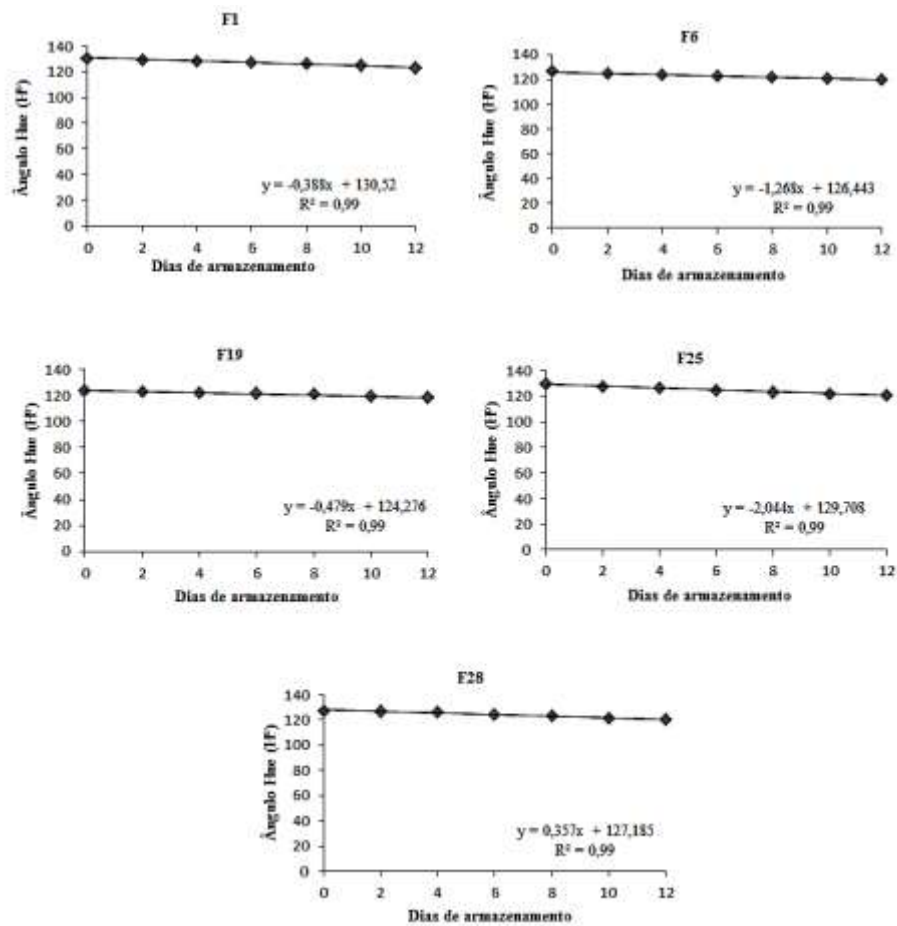 F1
140
120
100
80
60
40
20
0
Ângulo Hue (Hº)
y = -0,388x + 130,52
R² = 0,99
0 2 4 6 8 10 12
Dias de armazenamento
F6
140
120
100
80
60
40
20
0
Ângulo Hue (Hº)
y = -1,268x + 126,443
R² = 0,99
0 2 4 6 8 10 12
Dias de armazenamento
F19
140
120
100
80
60
40
20
0
Ângulo Hue (Hº)
y = -0,479x + 124,276
R² = 0,99
0 2 4 6 8 10 12
Dias de armazenamento
F25
140
120
100
80
60
40
20
0
Ângulo Hue (Hº)
y = -2,044x + 129,708
R² = 0,99
0 2 4 6 8 10 12
Dias de armazenamento
F28
140
120
100
80
60
40
20
0
Ângulo Hue (Hº)
y = 0,357x + 127,185
R² = 0,99
0 2 4 6 8 10 12
Dias de armazenamento